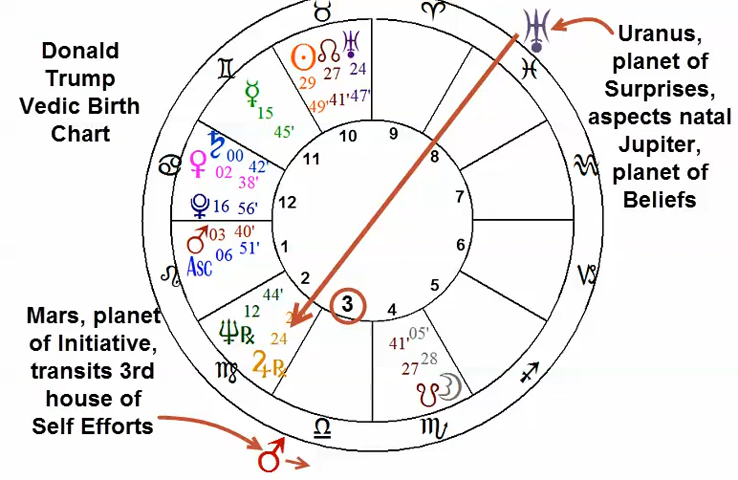 Donald
Trump
Vedic Birth
Chart
Uranus,
planet of
Surprises,
aspects natal
Jupiter,
planet of
Beliefs
Mars, planet
of Initiative,
transits 3rd
house of
Self Efforts
♉
♈
♓
♒
♑
♐
♏
♎
♍
♌
♋
♊
♅
☉ ☊ ♅
29 27 24
49' 41' 47'
☿ 15 45'
♄ 00 42'
♀ 02 38'
♇ 16 56'
♂ 03 40'
Asc 06 51'
♆℞ 12 44'
♃℞ 24
41' 05'
27 28
☋ ☽
♂
1
2
3
4
5
6
7
8
9
10
11
12